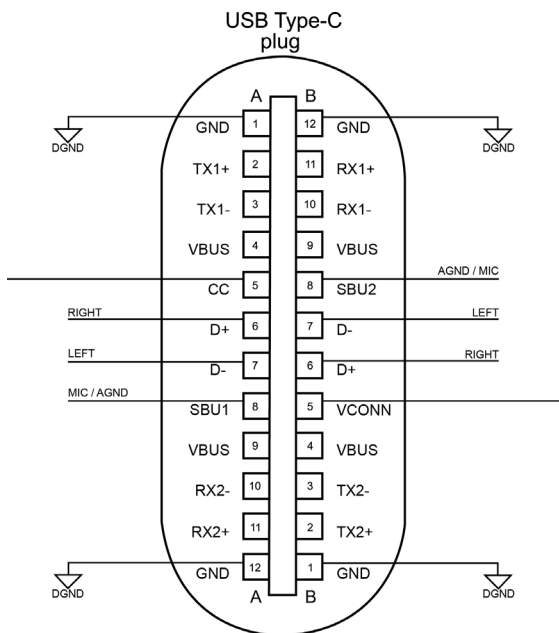 USB Type-C
plug
A B
GND 1 12 GND
DGND DGND
TX1+ 2 11 RX1+
TX1- 3 10 RX1-
VBUS 4 9 VBUS
AGND / MIC
CC 5 8 SBU2
RIGHT LEFT
D+ 6 7 D-
LEFT RIGHT
D- 7 6 D+
MIC / AGND
SBU1 8 5 VCONN
VBUS 9 4 VBUS
RX2- 10 3 TX2-
RX2+ 11 2 TX2+
GND 12 1 GND
DGND DGND
A B